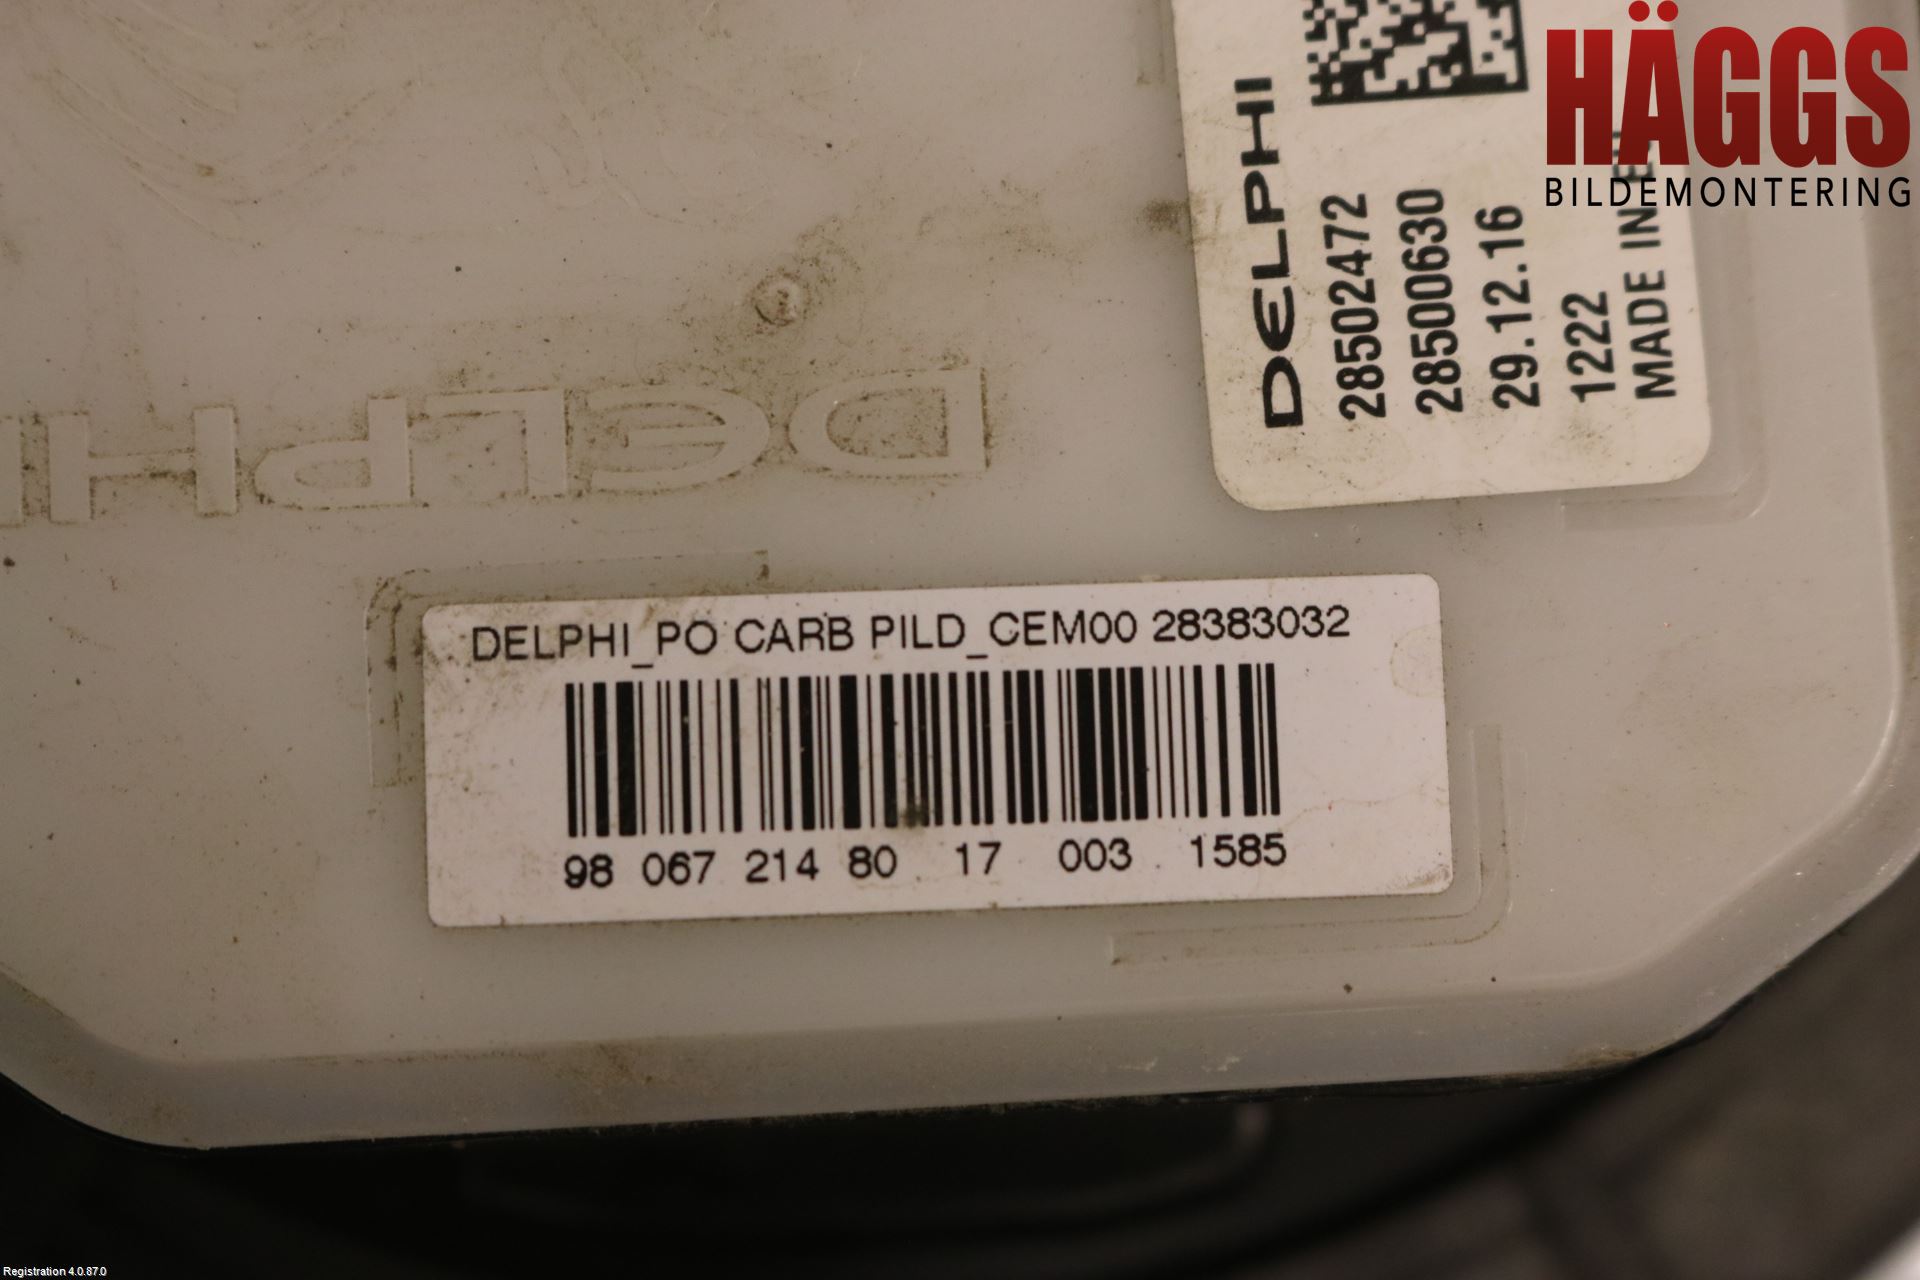 HÄGGS
BILDEMONTERING
DELPHI
28502472
28500630
29.12.16
1222
MADE IN
DELPHI
DELPHI_PO CARB PILD_CEM00 28383032
98 067 214 80 17 003 1585
Registration 4.0.87.0